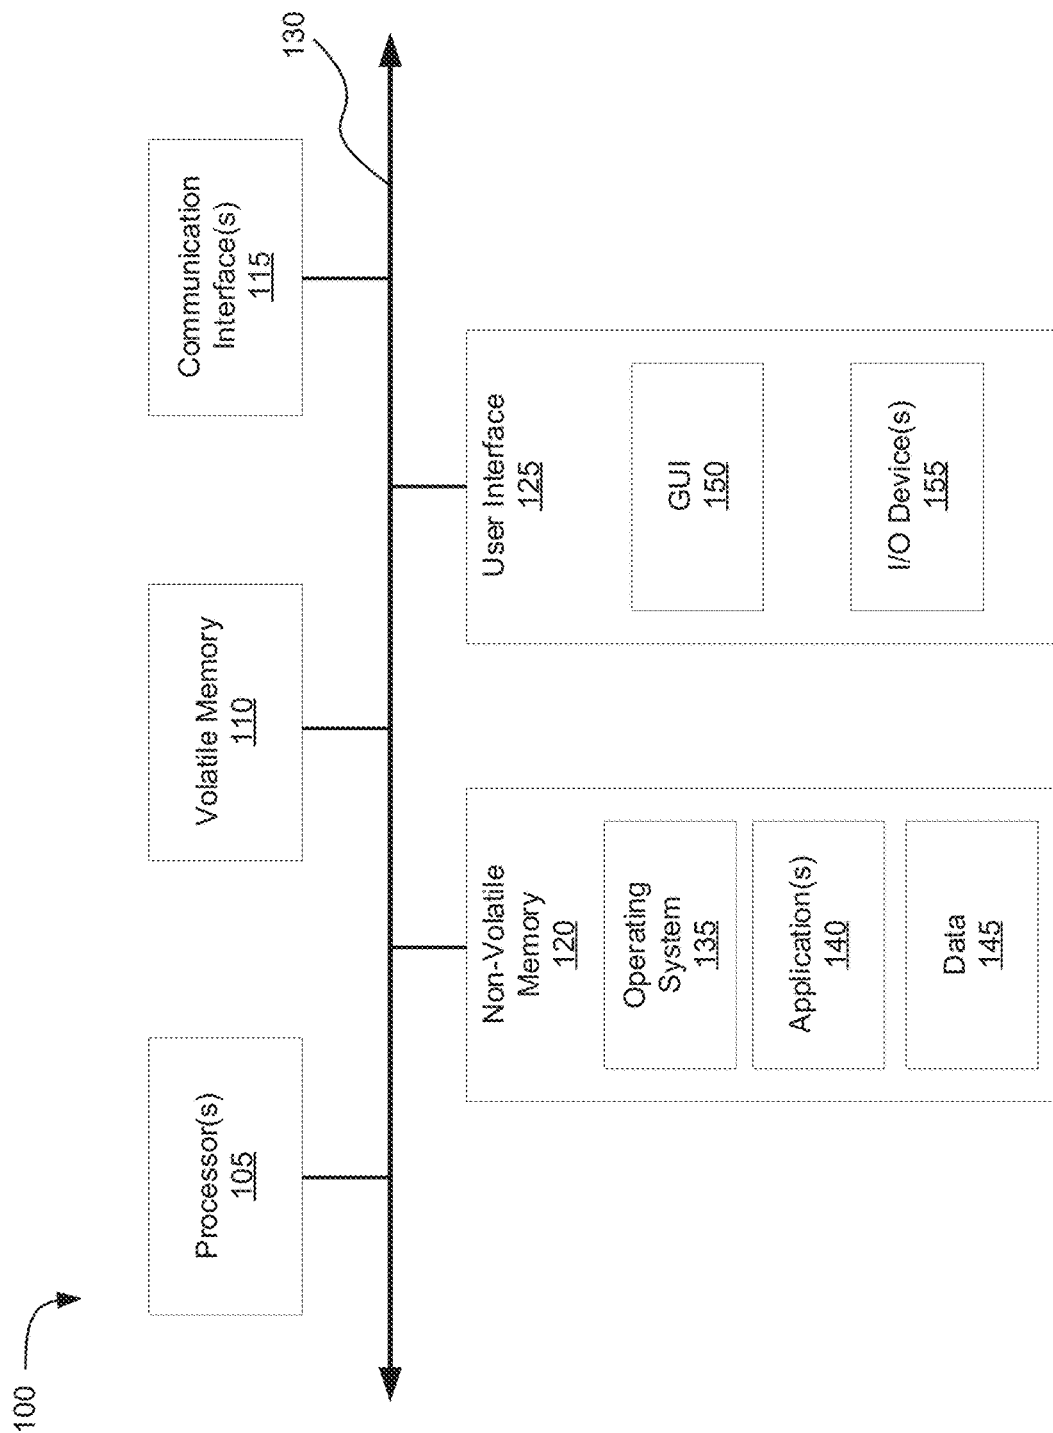 100
Processor(s)
105
Volatile Memory
110
Communication
Interface(s)
115
130
Non-Volatile
Memory
120
Operating
System
135
Application(s)
140
Data
145
User Interface
125
GUI
150
I/O Device(s)
155